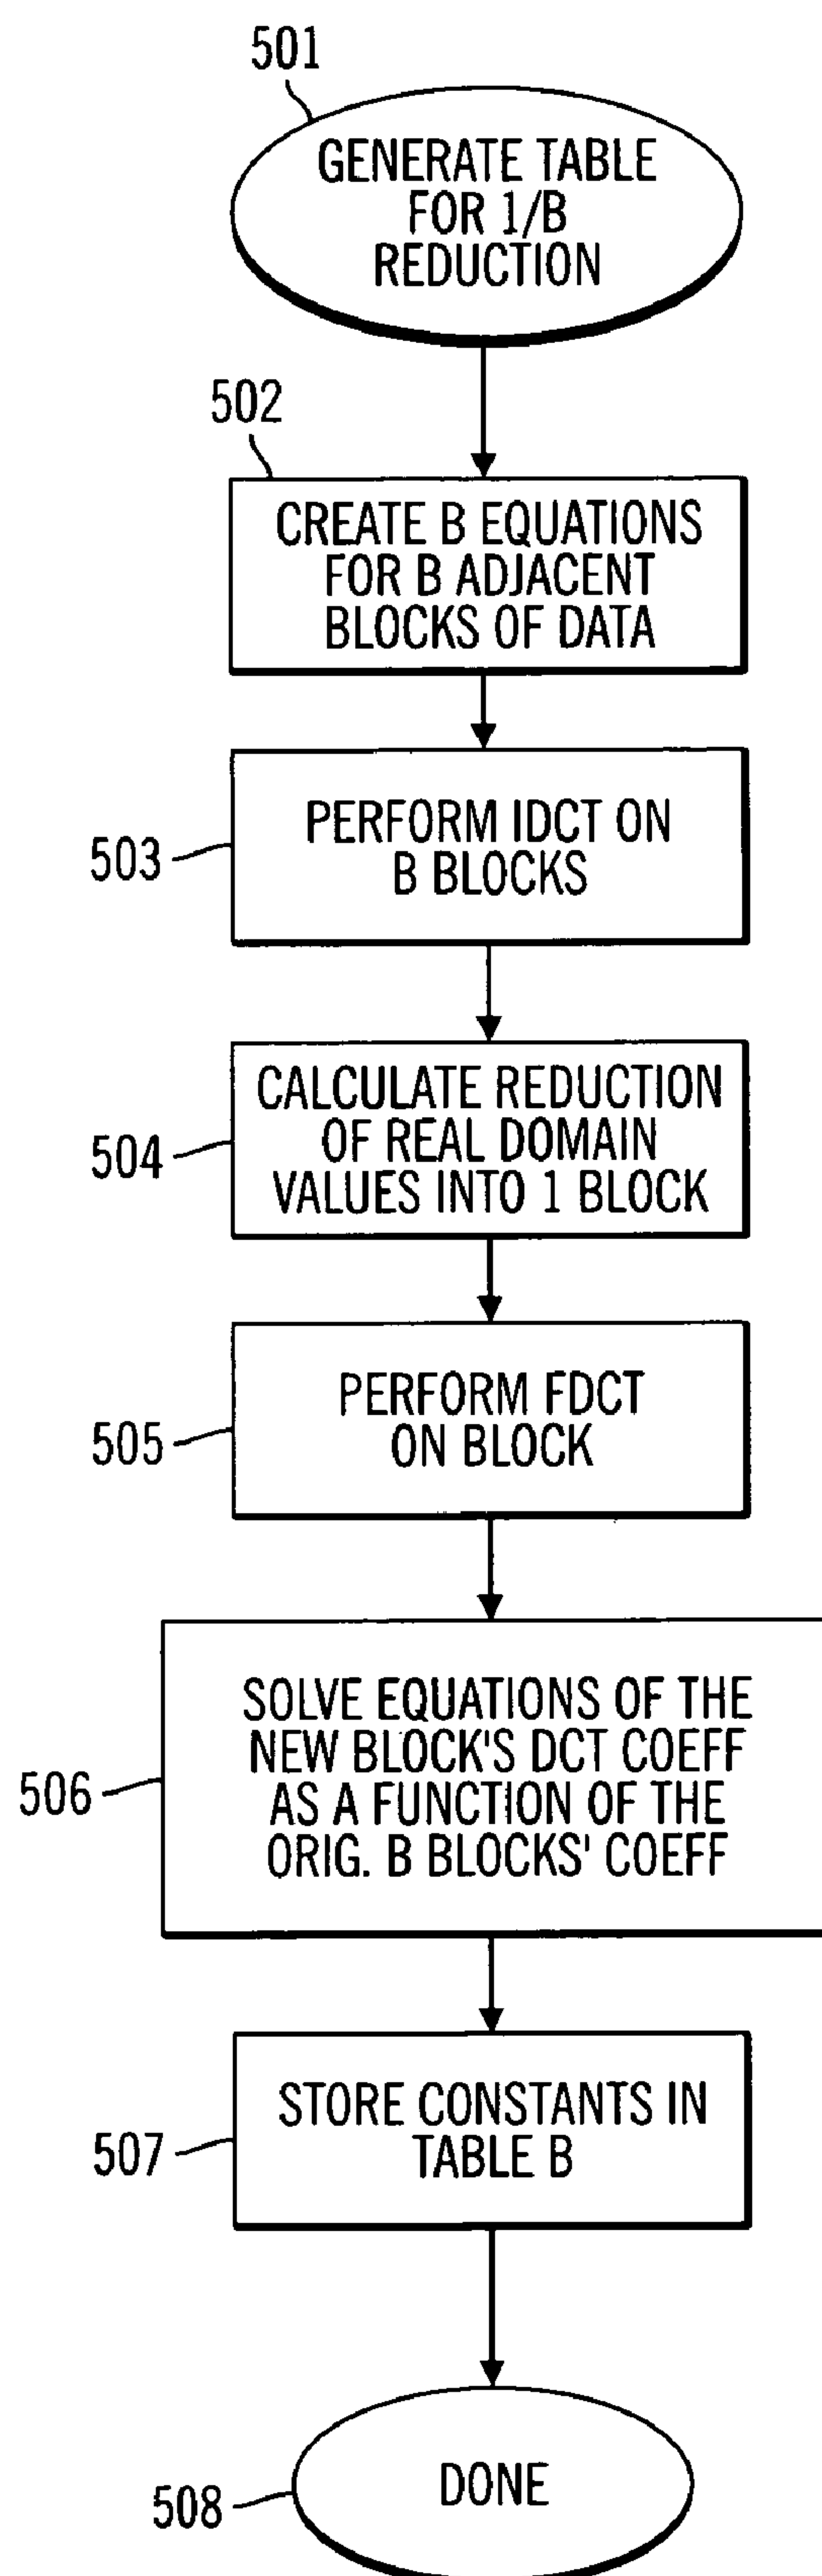 501
GENERATE TABLE
FOR 1/B
REDUCTION
502
CREATE B EQUATIONS
FOR B ADJACENT
BLOCKS OF DATA
503
PERFORM IDCT ON
B BLOCKS
504
CALCULATE REDUCTION
OF REAL DOMAIN
VALUES INTO 1 BLOCK
505
PERFORM FDCT
ON BLOCK
506
SOLVE EQUATIONS OF THE
NEW BLOCK'S DCT COEFF
AS A FUNCTION OF THE
ORIG. B BLOCKS' COEFF
507
STORE CONSTANTS IN
TABLE B
508
DONE